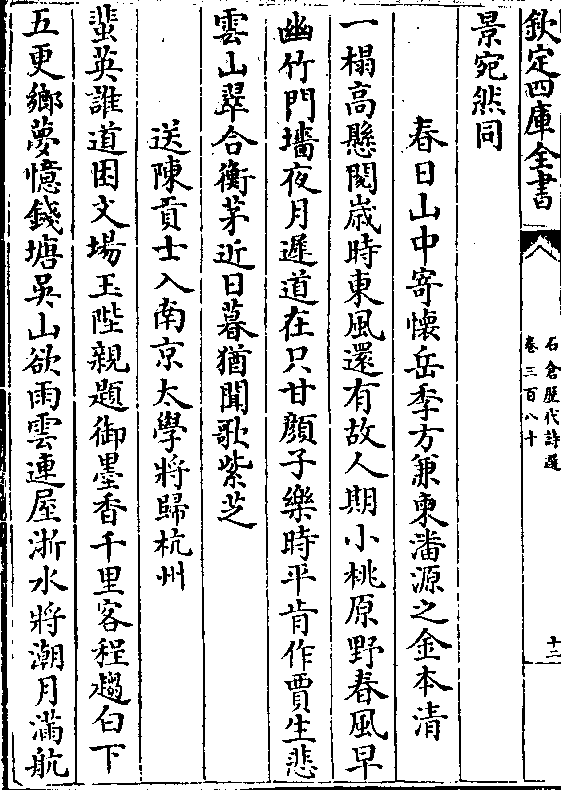 欽定四庫全書
石倉歷代詩選
卷三百八十
十二
景宛然同
春日山中寄懷岳季方兼柬潘源之金本清
一榻高懸閱歲時東風還有故人期小桃原野春風早
幽竹門墻夜月遲道在只甘顏子樂時平肯作賈生悲
雲山翠合衡茅近日暮猶聞歌紫芝
送陳貢士入南京太學將歸杭州
蜚英誰道困文場玉陛親題御墨香千里客程趨白下
五更鄉夢憶錢塘吳山欲雨雲連屋浙水將潮月滿航